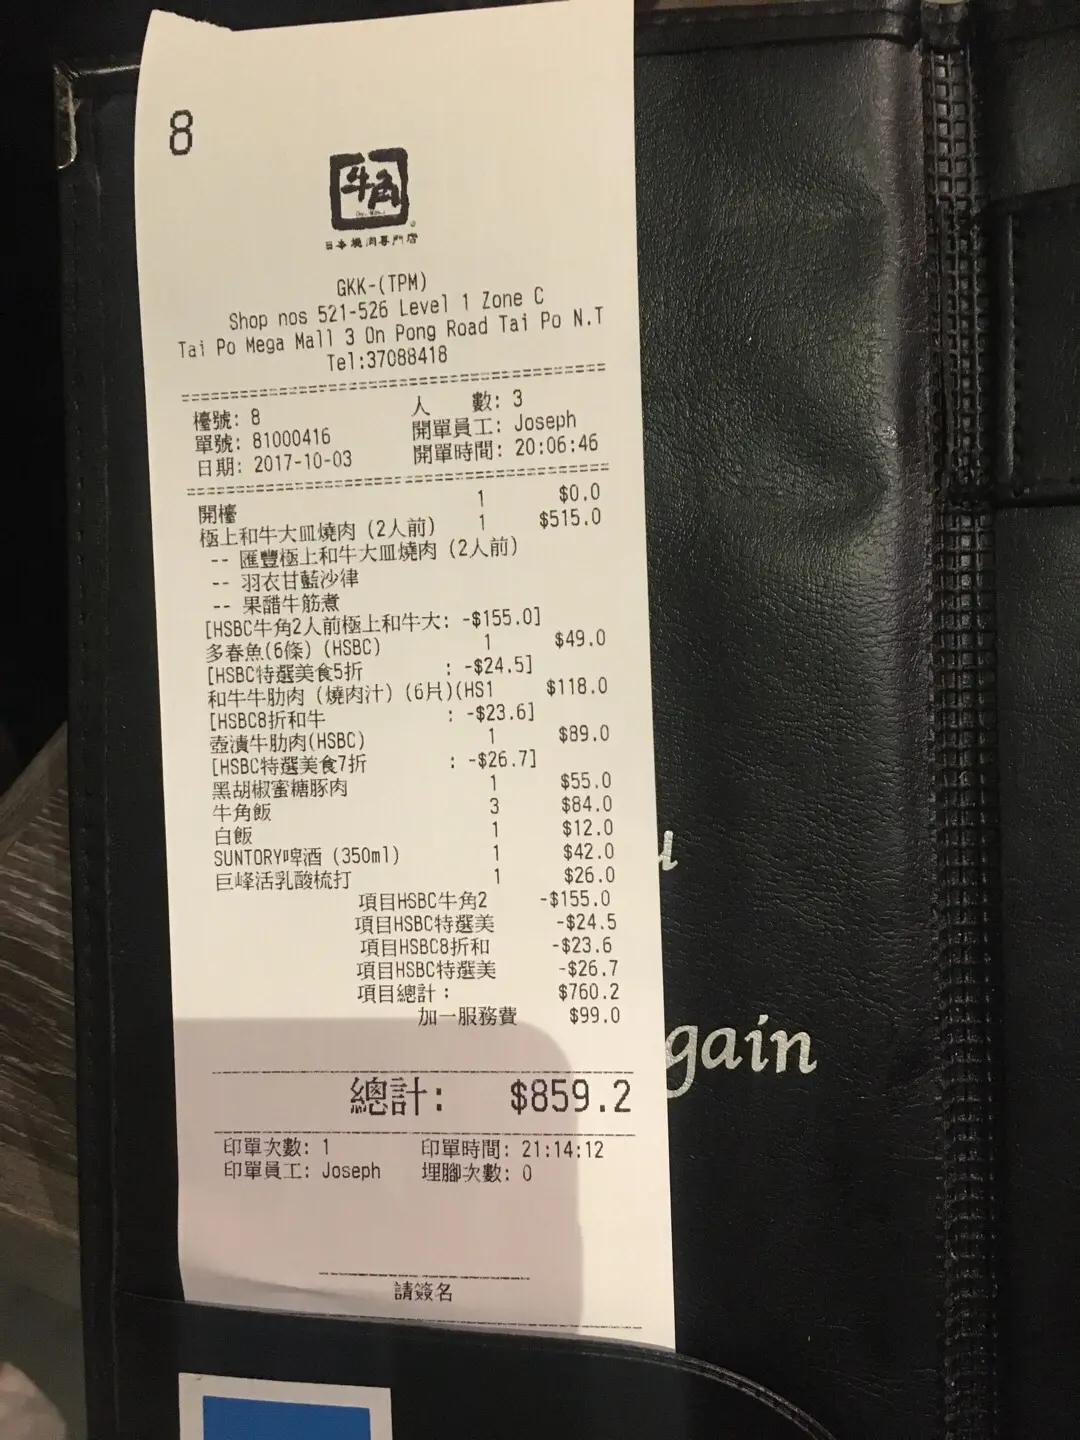 8
牛角
日本燒肉專門店
GKK-(TPM)
Shop nos 521-526 Level 1 Zone C
Tai Po Mega Mall 3 On Pong Road Tai Po N.T
Tel:37088418
檯號: 8 人 數: 3
單號: 81000416 開單員工: Joseph
日期: 2017-10-03 開單時間: 20:06:46
開檯 1 $0.0
極上和牛大皿燒肉 (2人前) 1 $515.0
-- 匯豐極上和牛大皿燒肉 (2人前)
-- 羽衣甘藍沙律
-- 果醋牛筋煮
[HSBC牛角2人前極上和牛大: -$155.0]
多春魚(6條) (HSBC) 1 $49.0
[HSBC特選美食5折 : -$24.5]
和牛牛肋肉 (燒肉汁) (6片)(HS1 $118.0
[HSBC8折和牛 : -$23.6]
壺漬牛肋肉(HSBC) 1 $89.0
[HSBC特選美食7折 : -$26.7]
黑胡椒蜜糖豚肉 1 $55.0
牛角飯 3 $84.0
白飯 1 $12.0
SUNTORY啤酒 (350ml) 1 $42.0
巨峰活乳酸梳打 1 $26.0
項目HSBC牛角2 -$155.0
項目HSBC特選美 -$24.5
項目HSBC8折和 -$23.6
項目HSBC特選美 -$26.7
項目總計: $760.2
加一服務費 $99.0
總計: $859.2
印單次數: 1 印單時間: 21:14:12
印單員工: Joseph 埋腳次數: 0
請簽名
u
gain